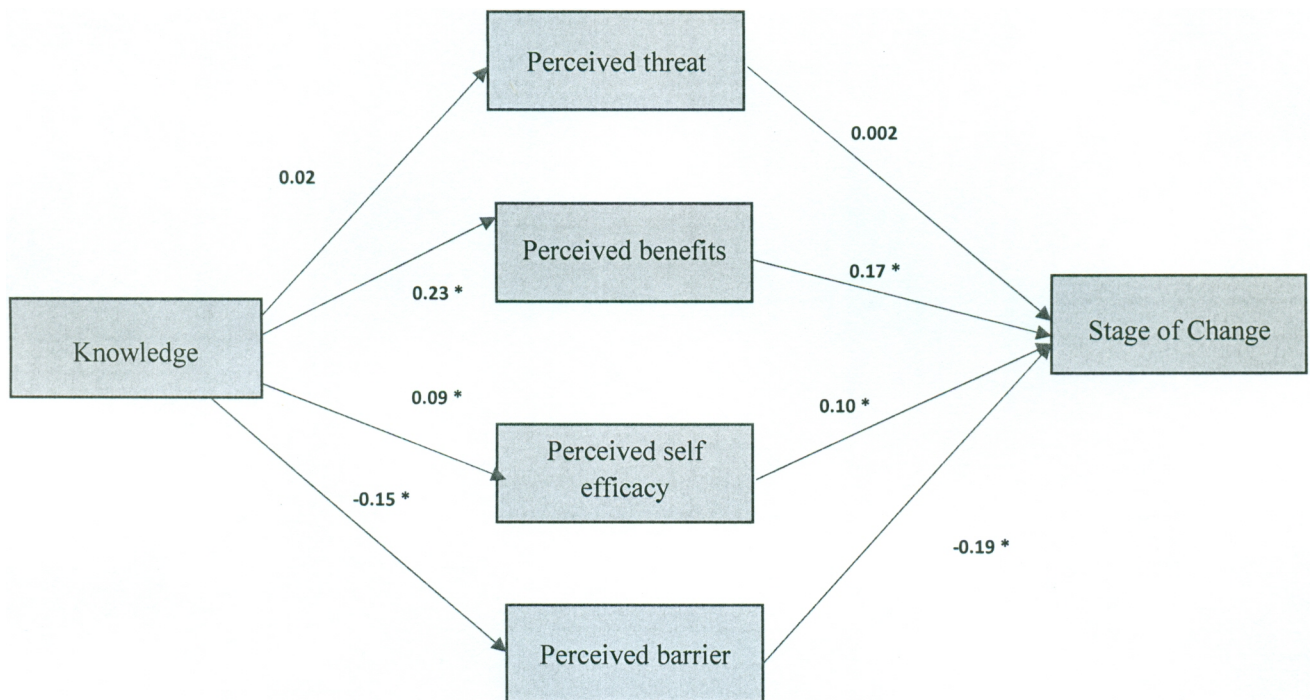 Perceived threat
0.002
0.02
Perceived benefits
0.23 *
0.17 *
Knowledge
Stage of Change
0.09 *
0.10 *
Perceived self
efficacy
-0.15 *
-0.19 *
Perceived barrier